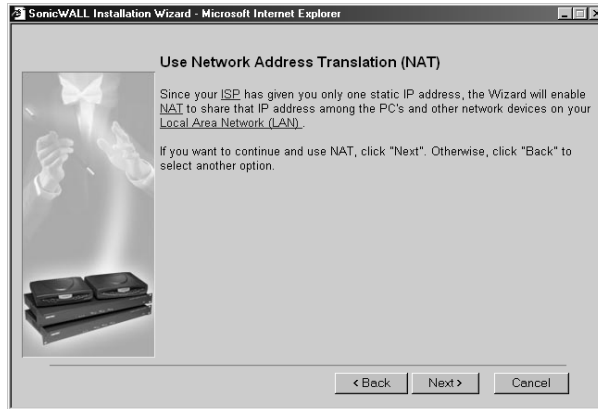 SonicWALL Installation Wizard - Microsoft Internet Explorer
Use Network Address Translation (NAT)
Since your ISP has given you only one static IP address, the Wizard will enable
NAT to share that IP address among the PC's and other network devices on your
Local Area Network (LAN) .
If you want to continue and use NAT, click "Next". Otherwise, click "Back" to
select another option.
< Back
Next >
Cancel